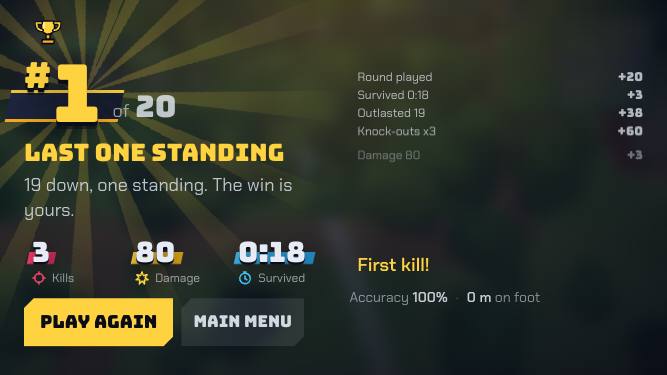 #1 of 20
LAST ONE STANDING
19 down, one standing. The win is
yours.
3 80 0:18
Kills Damage Survived
PLAY AGAIN MAIN MENU
Round played +20
Survived 0:18 +3
Outlasted 19 +38
Knock-outs x3 +60
Damage 80 +3
First kill!
Accuracy 100% · 0 m on foot